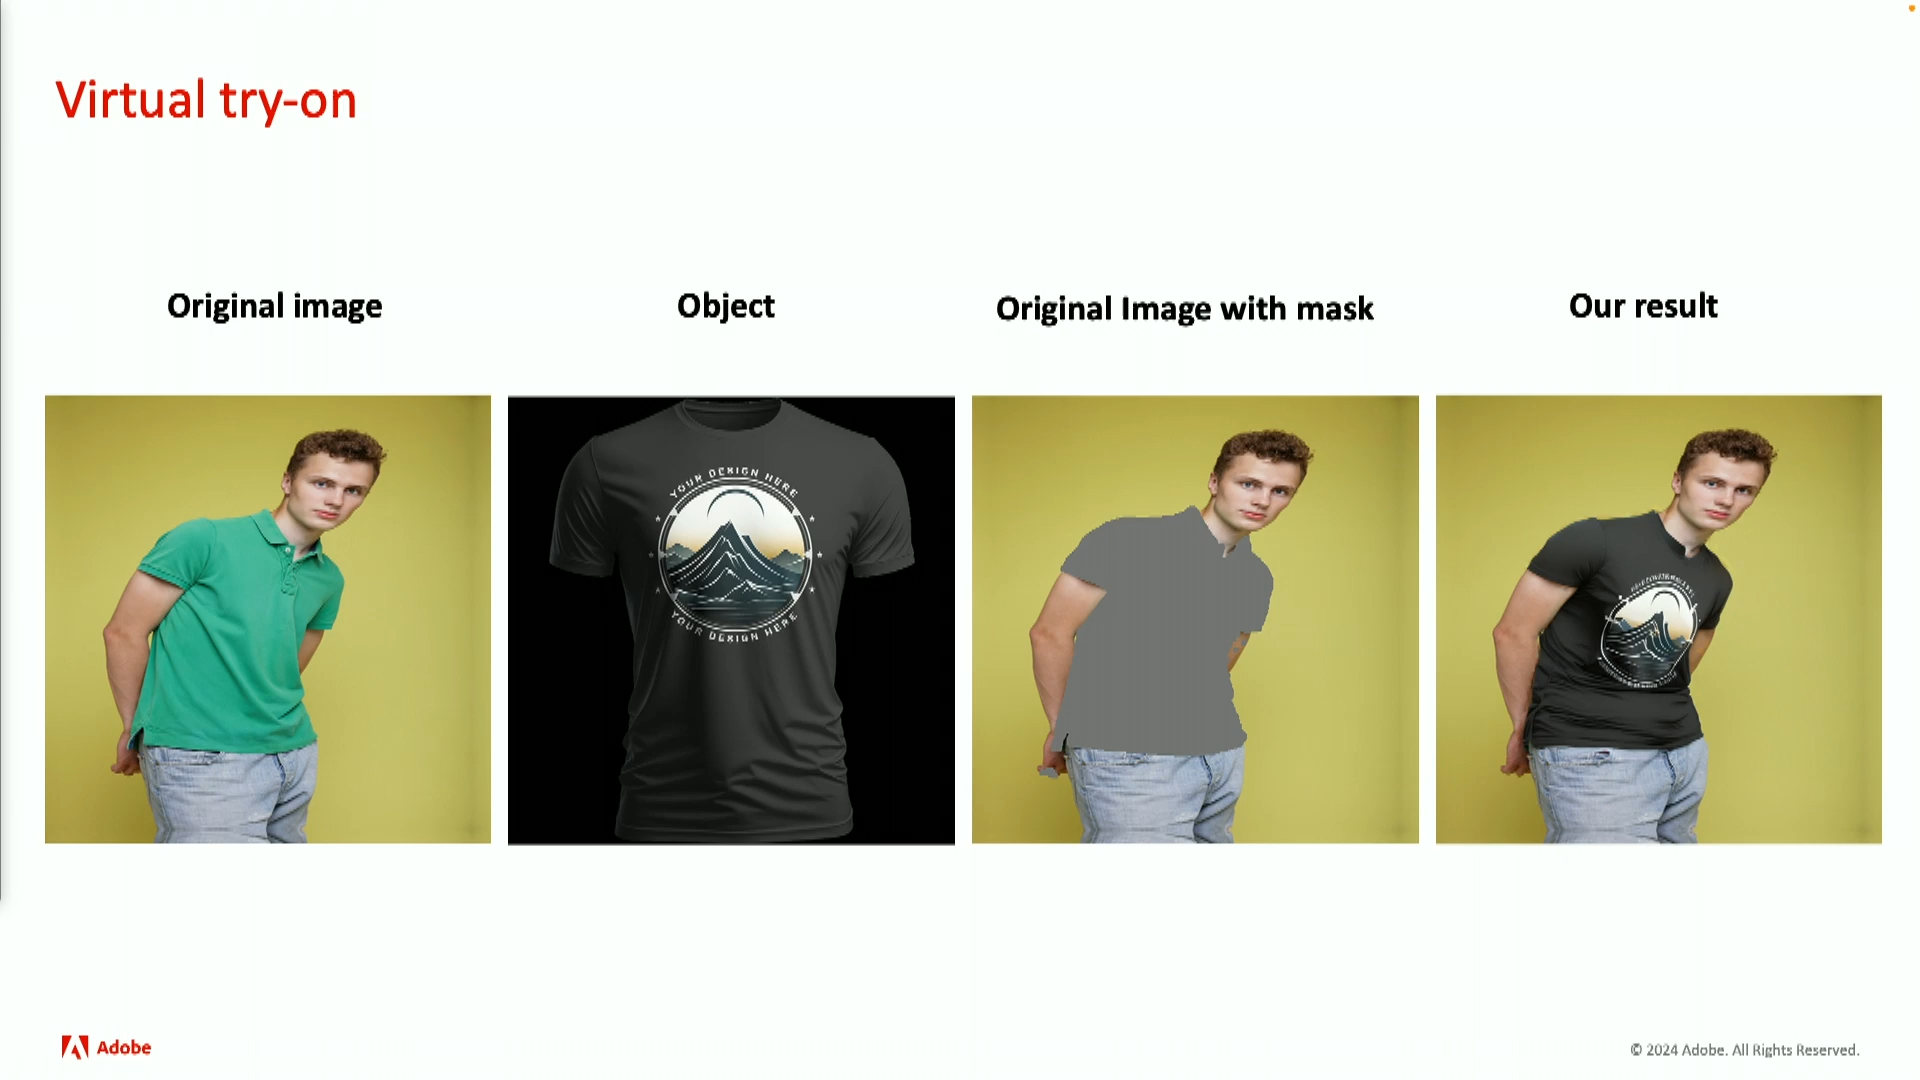 Virtual try-on
Original image
Object
Original Image with mask
Our result
YOUR DESIGN HERE
YOUR DESIGN HERE
Adobe
© 2024 Adobe. All Rights Reserved.